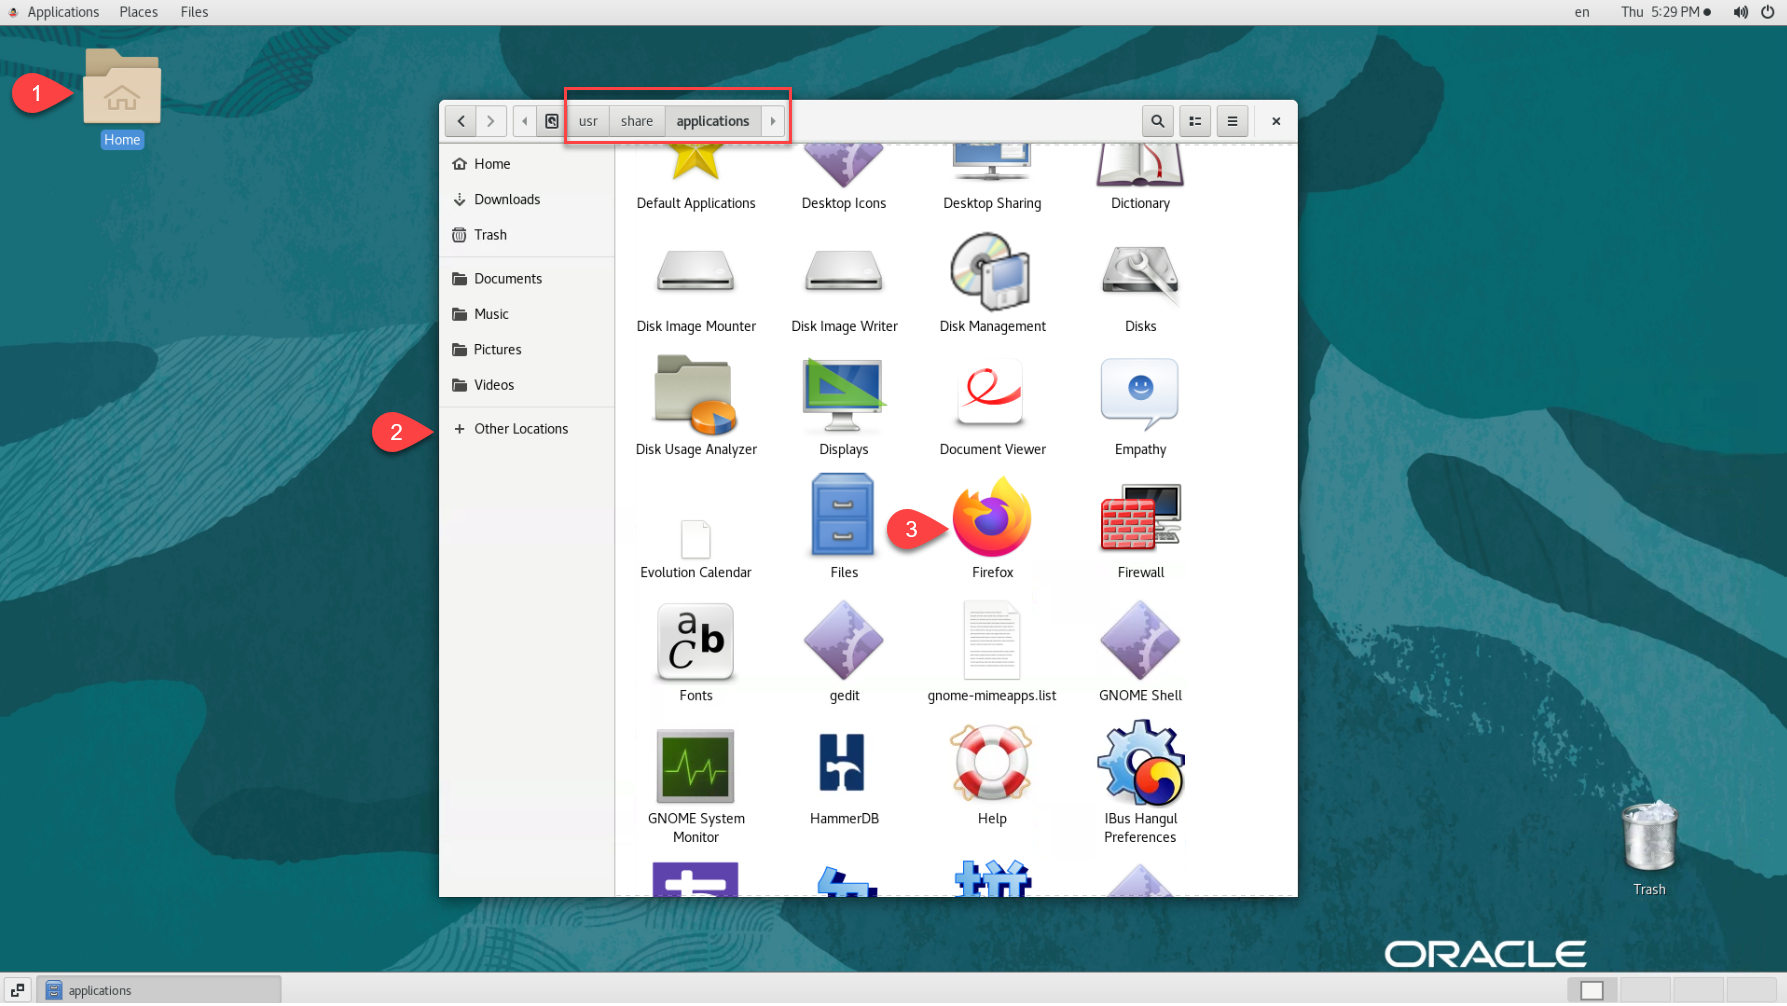 Applications Places Files
en Thu 5:29 PM
1
Home
usr share applications
Home
Downloads
Trash
Documents
Music
Pictures
Videos
2
Other Locations
Default Applications Desktop Icons Desktop Sharing Dictionary
Disk Image Mounter Disk Image Writer Disk Management Disks
Disk Usage Analyzer Displays Document Viewer Empathy
3
Evolution Calendar Files Firefox Firewall
a b c
Fonts gedit gnome-mimeapps.list GNOME Shell
H
GNOME System
Monitor
HammerDB
Help
IBus Hangul
Preferences
Trash
ORACLE
applications